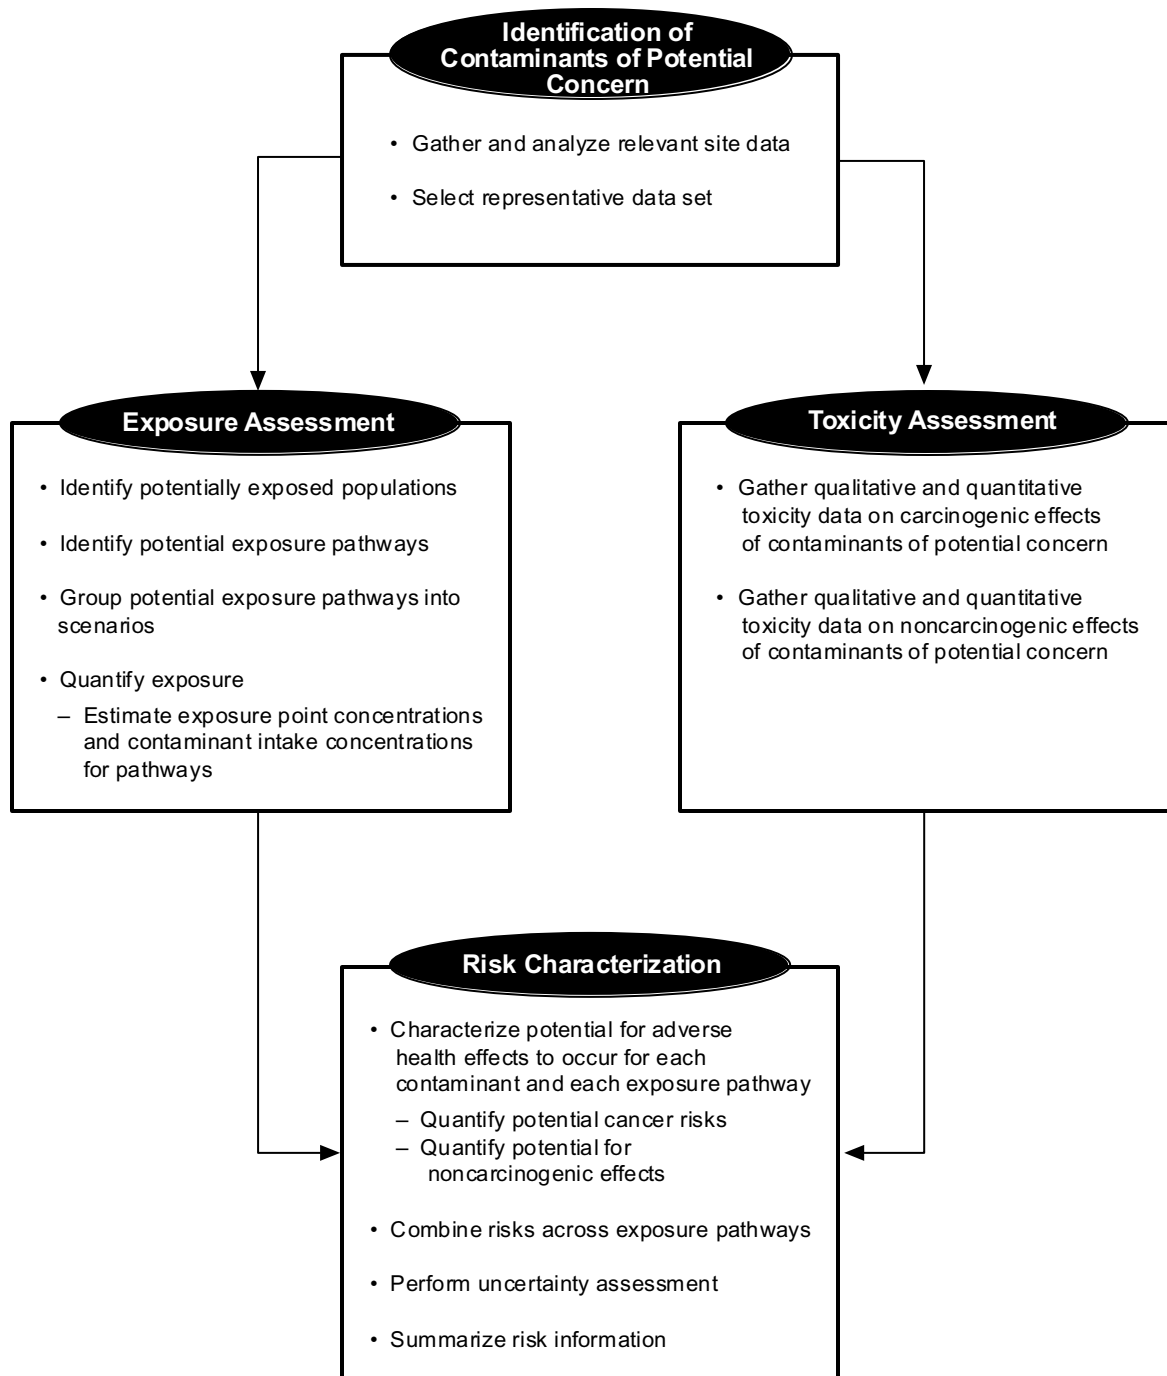 Identification of
Contaminants of Potential
Concern
• Gather and analyze relevant site data
• Select representative data set
Exposure Assessment
• Identify potentially exposed populations
• Identify potential exposure pathways
• Group potential exposure pathways into
scenarios
• Quantify exposure
– Estimate exposure point concentrations
and contaminant intake concentrations
for pathways
Toxicity Assessment
• Gather qualitative and quantitative
toxicity data on carcinogenic effects
of contaminants of potential concern
• Gather qualitative and quantitative
toxicity data on noncarcinogenic effects
of contaminants of potential concern
Risk Characterization
• Characterize potential for adverse
health effects to occur for each
contaminant and each exposure pathway
– Quantify potential cancer risks
– Quantify potential for
noncarcinogenic effects
• Combine risks across exposure pathways
• Perform uncertainty assessment
• Summarize risk information